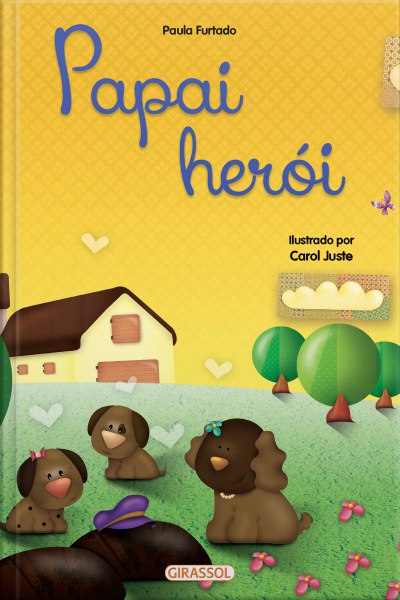 Paula Furtado
Papai
herói
Ilustrado por
Carol Juste
GIRASSOL